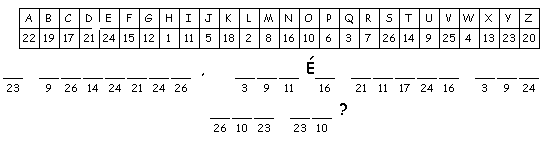 A B C D E F G H I J K L M N O P Q R S T U V W X Y Z
22 19 17 21 24 15 12 1 11 5 18 2 8 16 10 6 3 7 26 14 9 25 4 13 23 20
, É
23 9 26 14 24 21 24 26 3 9 11 16 21 11 17 24 16 3 9 24
?
26 10 23 23 10